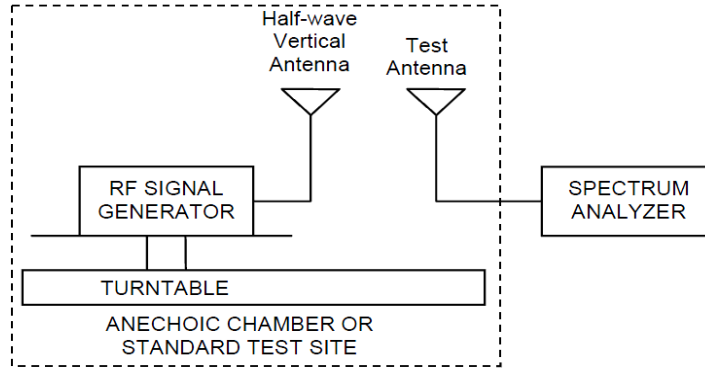 Half-wave
Vertical
Antenna
Test
Antenna
RF SIGNAL
GENERATOR
SPECTRUM
ANALYZER
TURNTABLE
ANECHOIC CHAMBER OR
STANDARD TEST SITE